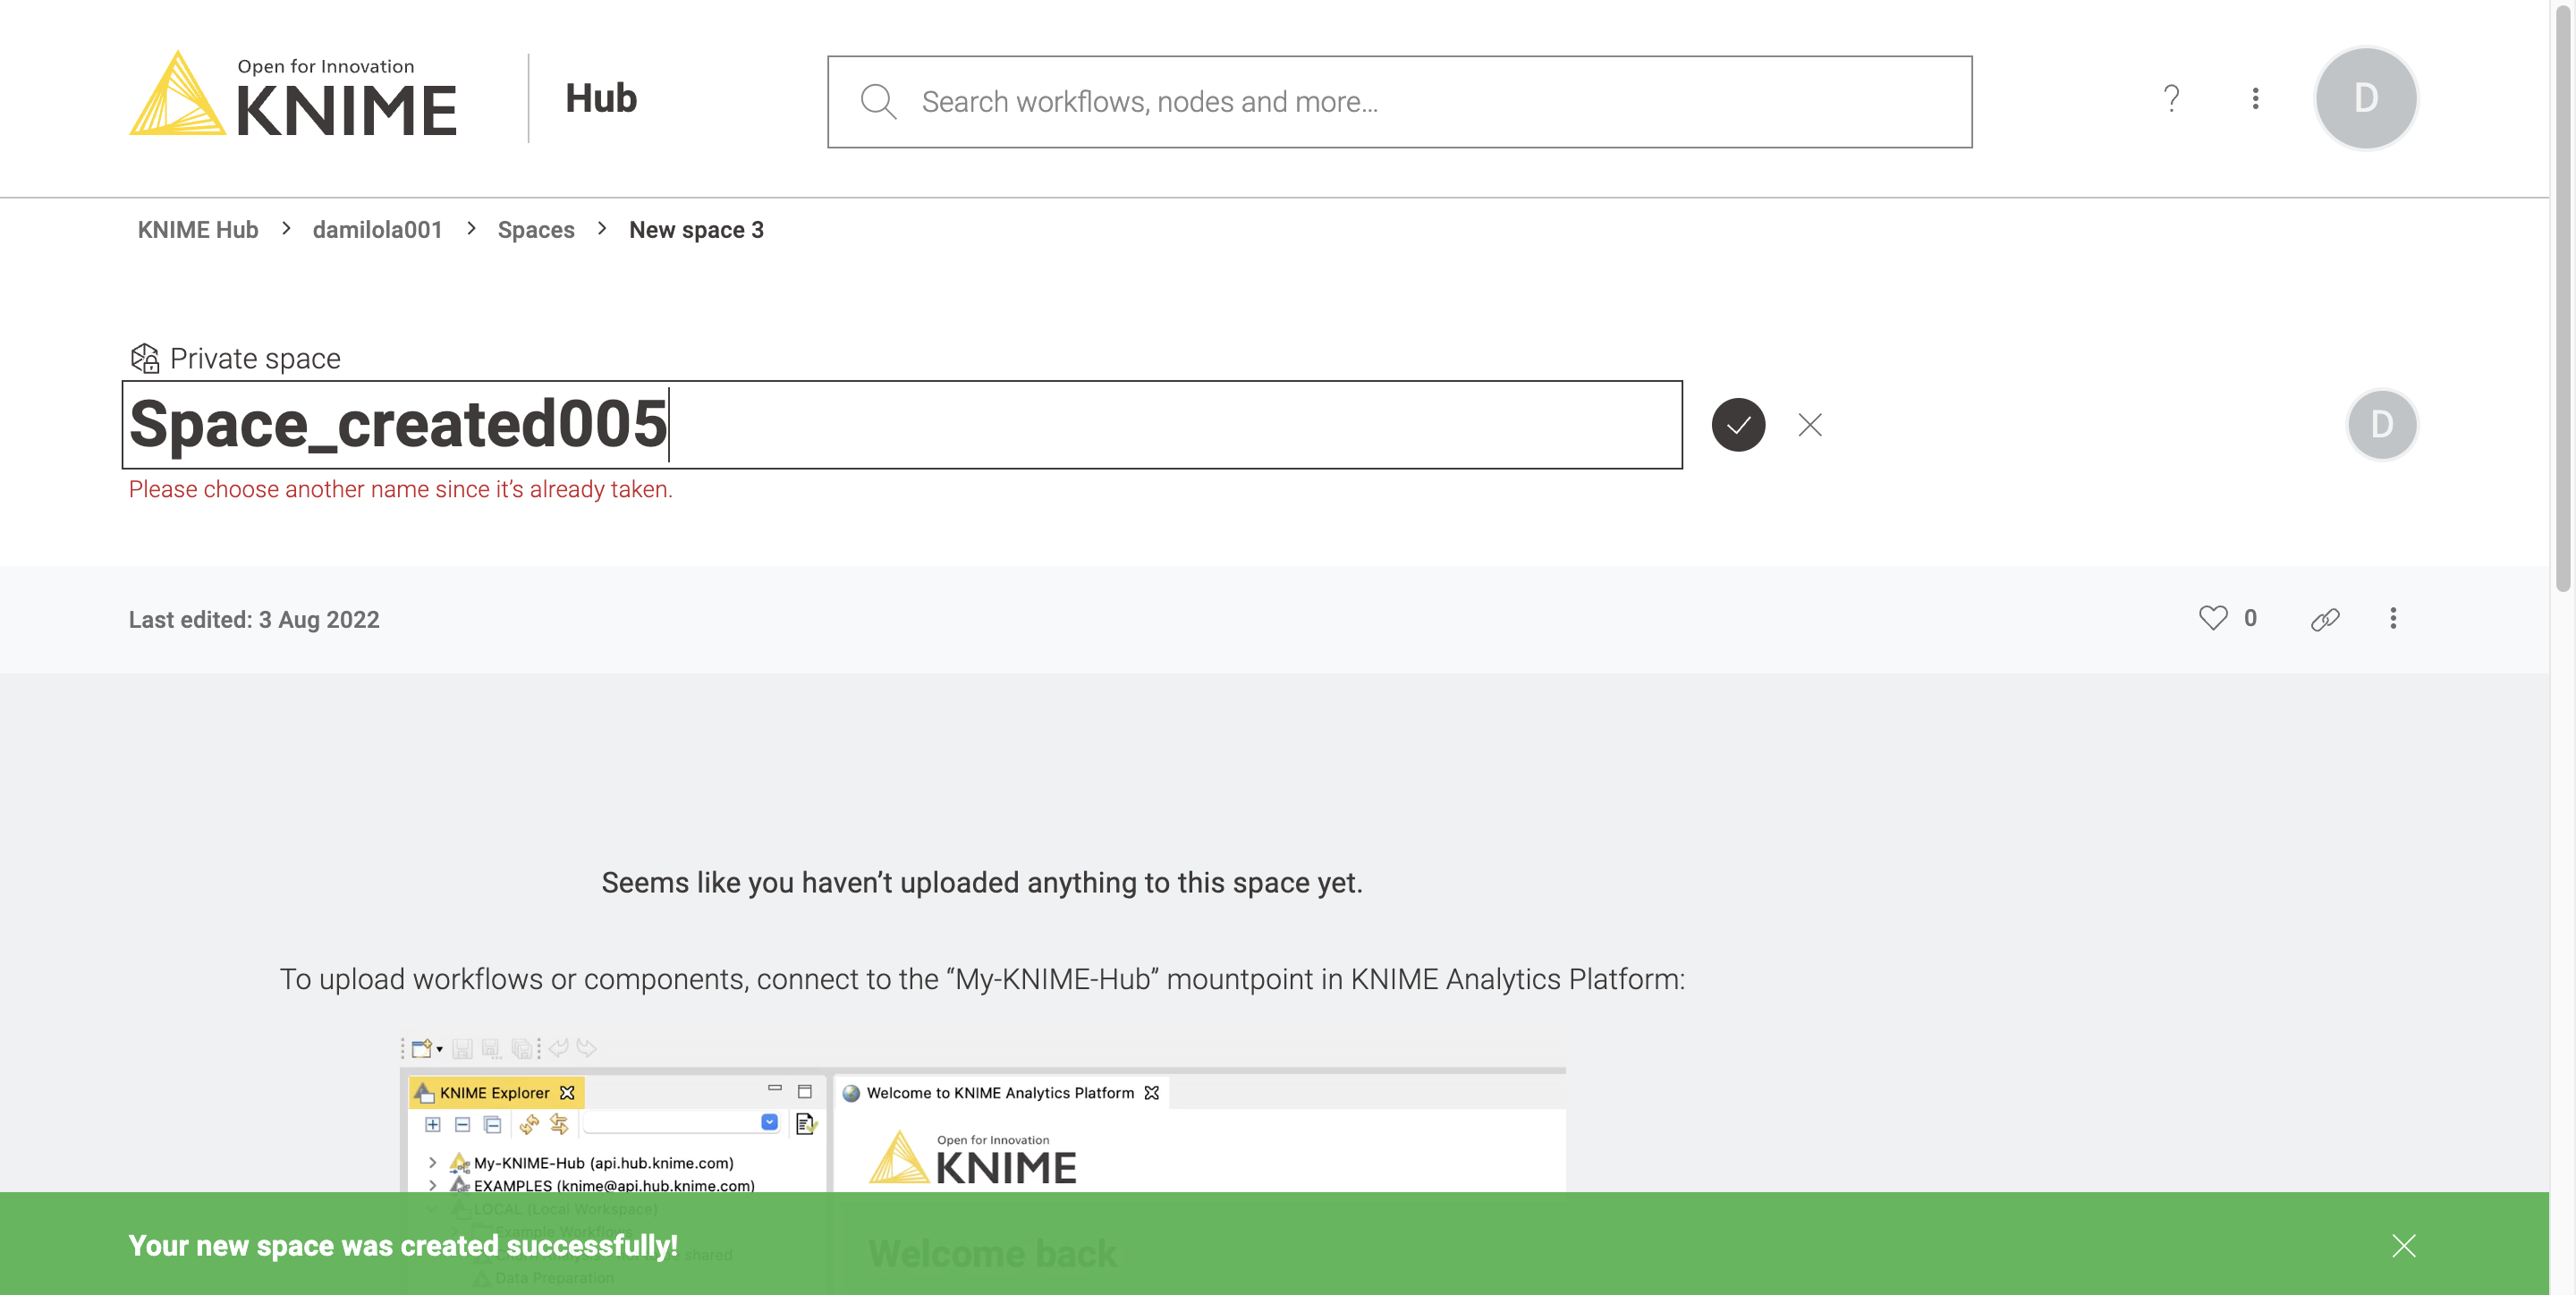 Open for Innovation
KNIME
Hub
Search workflows, nodes and more...
?
D
KNIME Hub > damilola001 > Spaces > New space 3
Private space
Space_created005
D
Please choose another name since it’s already taken.
Last edited: 3 Aug 2022
0
Seems like you haven’t uploaded anything to this space yet.
To upload workflows or components, connect to the “My-KNIME-Hub” mountpoint in KNIME Analytics Platform:
KNIME Explorer
Welcome to KNIME Analytics Platform
Open for Innovation
KNIME
My-KNIME-Hub (api.hub.knime.com)
EXAMPLES (knime@api.hub.knime.com)
LOCAL (Local Workspace)
Example Workflows
Your new space was created successfully!
shared
Welcome back
Data Preparation